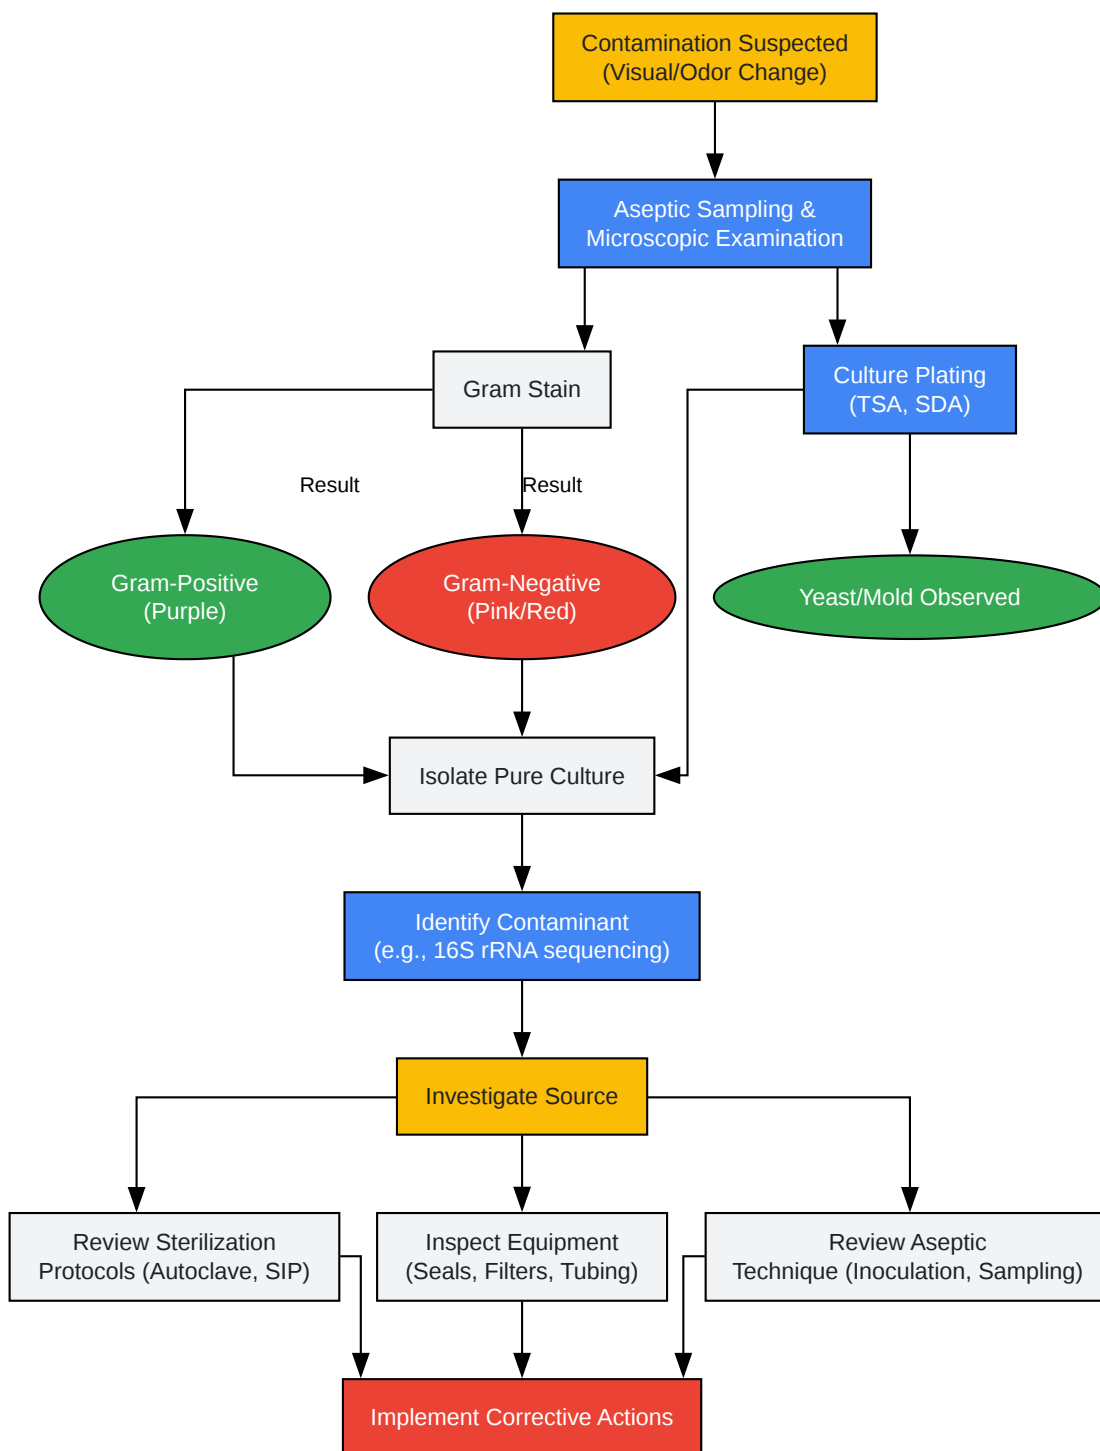 Contamination Suspected
(Visual/Odor Change)
Aseptic Sampling &
Microscopic Examination
Gram Stain
Culture Plating
(TSA, SDA)
Result
Result
Gram-Positive
(Purple)
Gram-Negative
(Pink/Red)
Yeast/Mold Observed
Isolate Pure Culture
Identify Contaminant
(e.g., 16S rRNA sequencing)
Investigate Source
Review Sterilization
Protocols (Autoclave, SIP)
Inspect Equipment
(Seals, Filters, Tubing)
Review Aseptic
Technique (Inoculation, Sampling)
Implement Corrective Actions